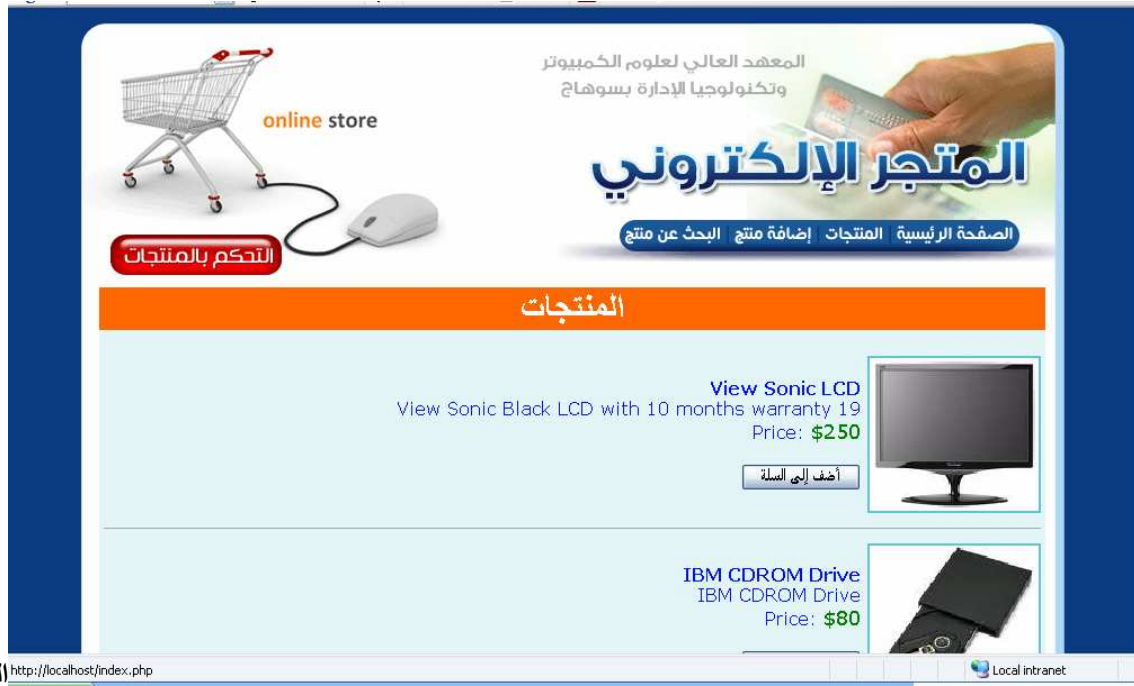 المعهد العالي لعلوم الكمبيوتر
وتكنولوجيا الإدارة بسوهاج
online store
المتجر الإلكتروني
الصفحة الرئيسية المنتجات إضافة منتج البحث عن منتج
التحكم بالمنتجات
المنتجات
View Sonic LCD
View Sonic Black LCD with 10 months warranty 19
Price: $250
أضف إلى السلة
IBM CDROM Drive
IBM CDROM Drive
Price: $80
http://localhost/index.php
Local intranet